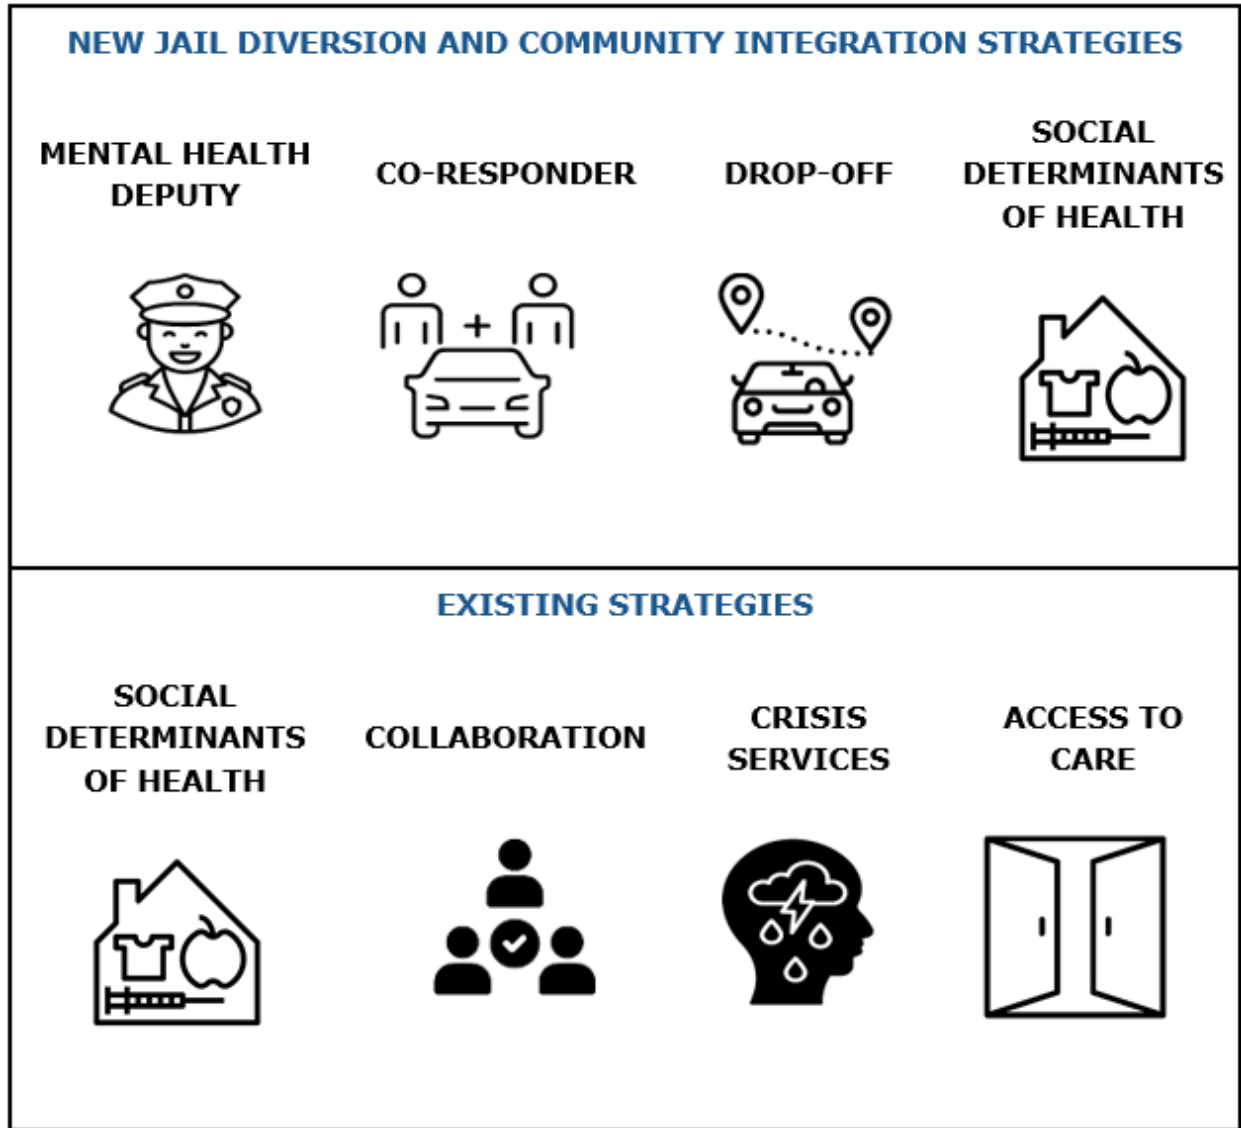 NEW JAIL DIVERSION AND COMMUNITY INTEGRATION STRATEGIES
MENTAL HEALTH
DEPUTY
CO-RESPONDER
DROP-OFF
SOCIAL
DETERMINANTS
OF HEALTH
EXISTING STRATEGIES
SOCIAL
DETERMINANTS
OF HEALTH
COLLABORATION
CRISIS
SERVICES
ACCESS TO
CARE